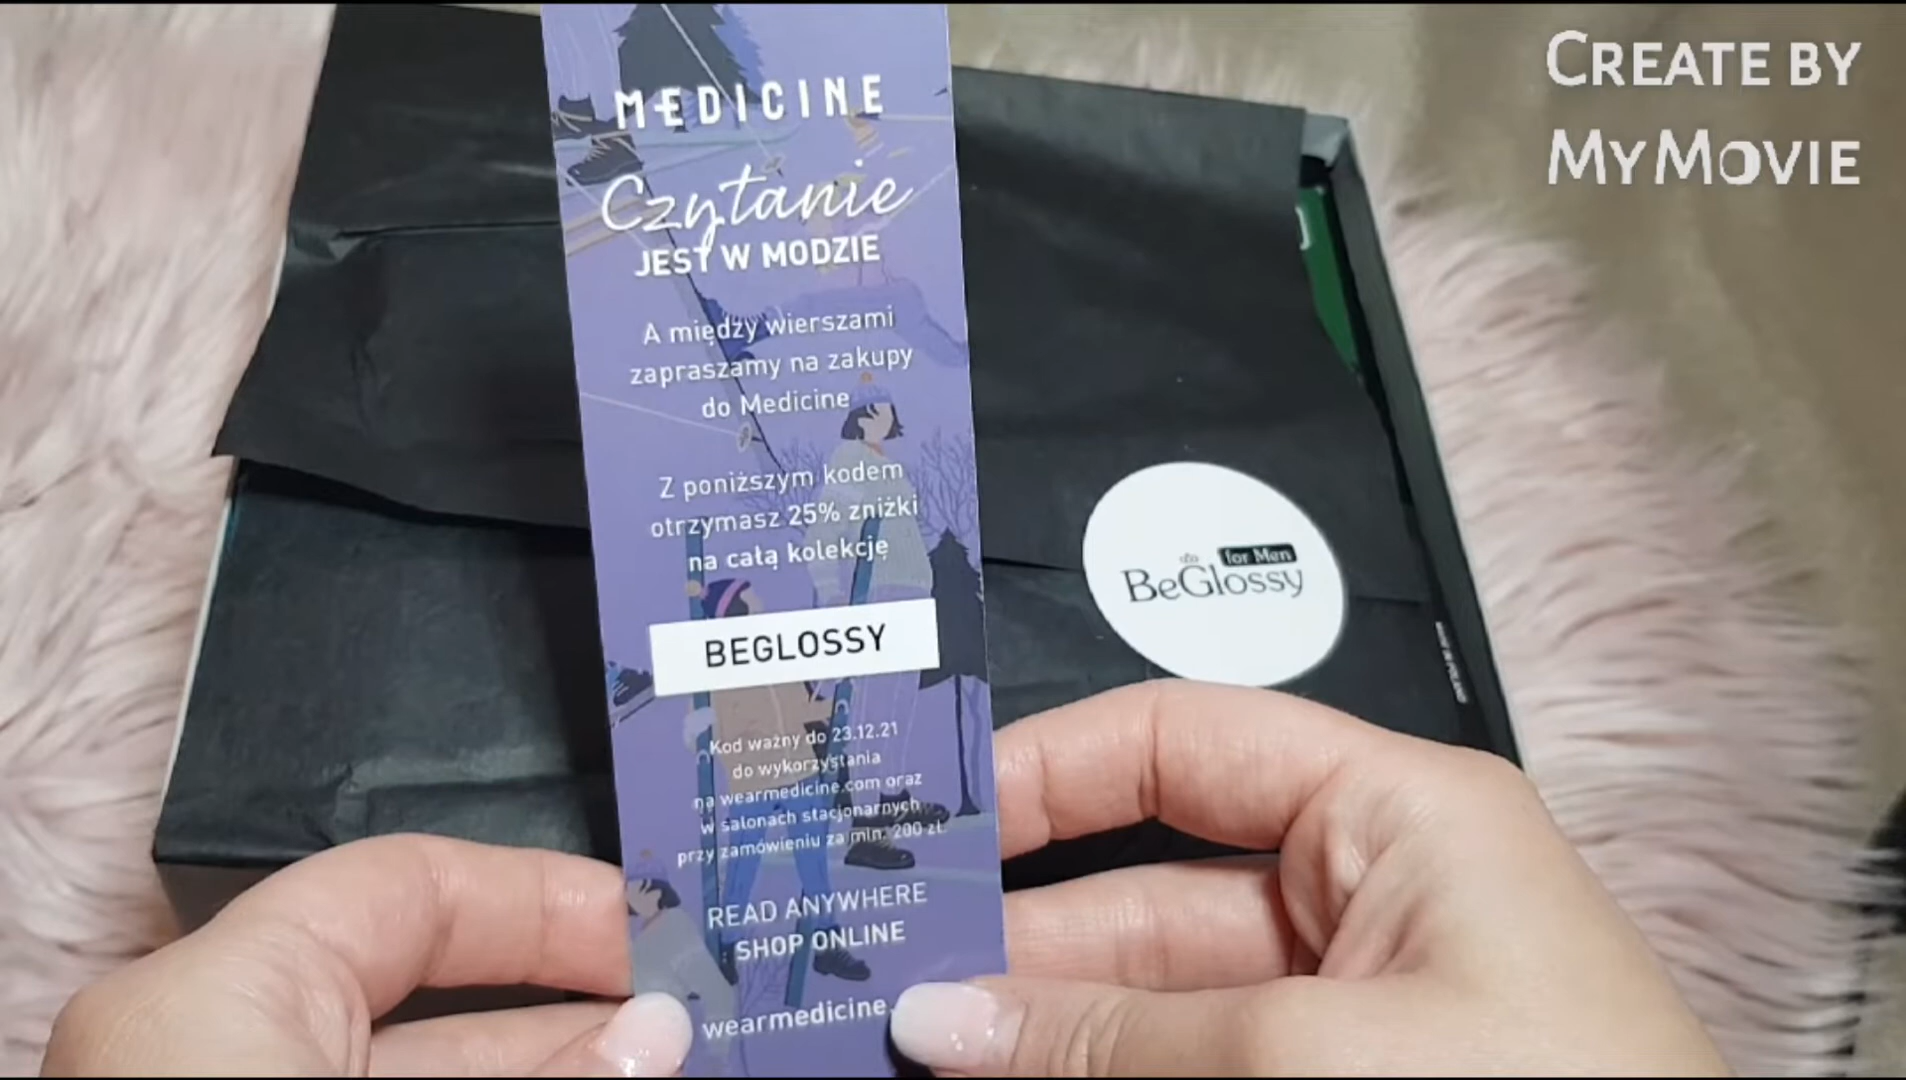 MEDICINE
Czytanie
JEST W MODZIE
A między wierszami
zapraszamy na zakupy
do Medicine
Z poniższym kodem
otrzymasz 25% zniżki
na całą kolekcję
BEGLOSSY
Kod ważny do 23.12.21
do wykorzystania
na wearmedicine.com oraz
w salonach stacjonarnych
przy zamówieniu za min. 200 zł.
READ ANYWHERE
SHOP ONLINE
wearmedicine.
for Men
BeGlossy
CREATE BY
MYMOVIE